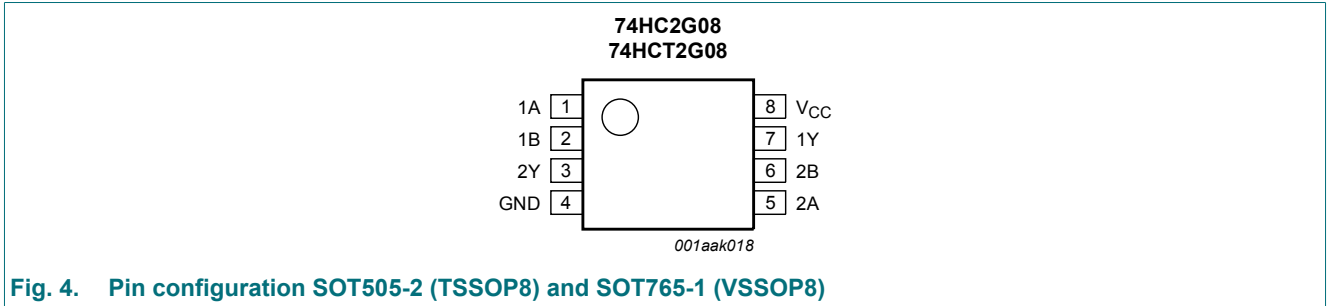 74HC2G08
74HCT2G08
1A 1 8 VCC
1B 2 7 1Y
2Y 3 6 2B
GND 4 5 2A
001aak018
Fig. 4. Pin configuration SOT505-2 (TSSOP8) and SOT765-1 (VSSOP8)